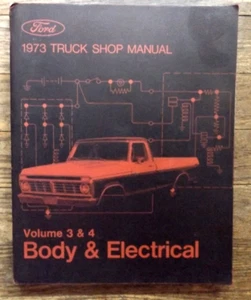 Ford
1973 TRUCK SHOP MANUAL
Volume 3 & 4
Body & Electrical